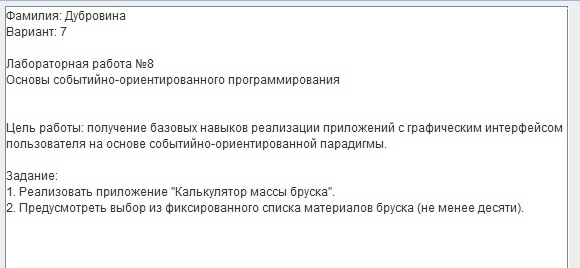 Фамилия: Дубровина
Вариант: 7
Лабораторная работа №8
Основы событийно-ориентированного программирования
Цель работы: получение базовых навыков реализации приложений с графическим интерфейсом
пользователя на основе событийно-ориентированной парадигмы.
Задание:
1. Реализовать приложение "Калькулятор массы бруска".
2. Предусмотреть выбор из фиксированного списка материалов бруска (не менее десяти).